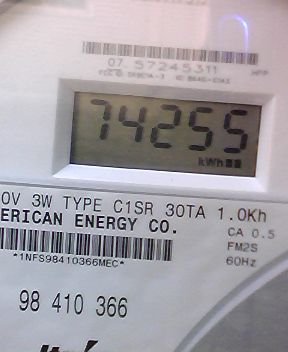 07 57245311
HPP
74255
kWh
0V 3W TYPE C1SR 30TA 1.0Kh
ERICAN ENERGY CO.
CA 0.5
FM2S
60Hz
*1NFS98410366MEC*
98 410 366